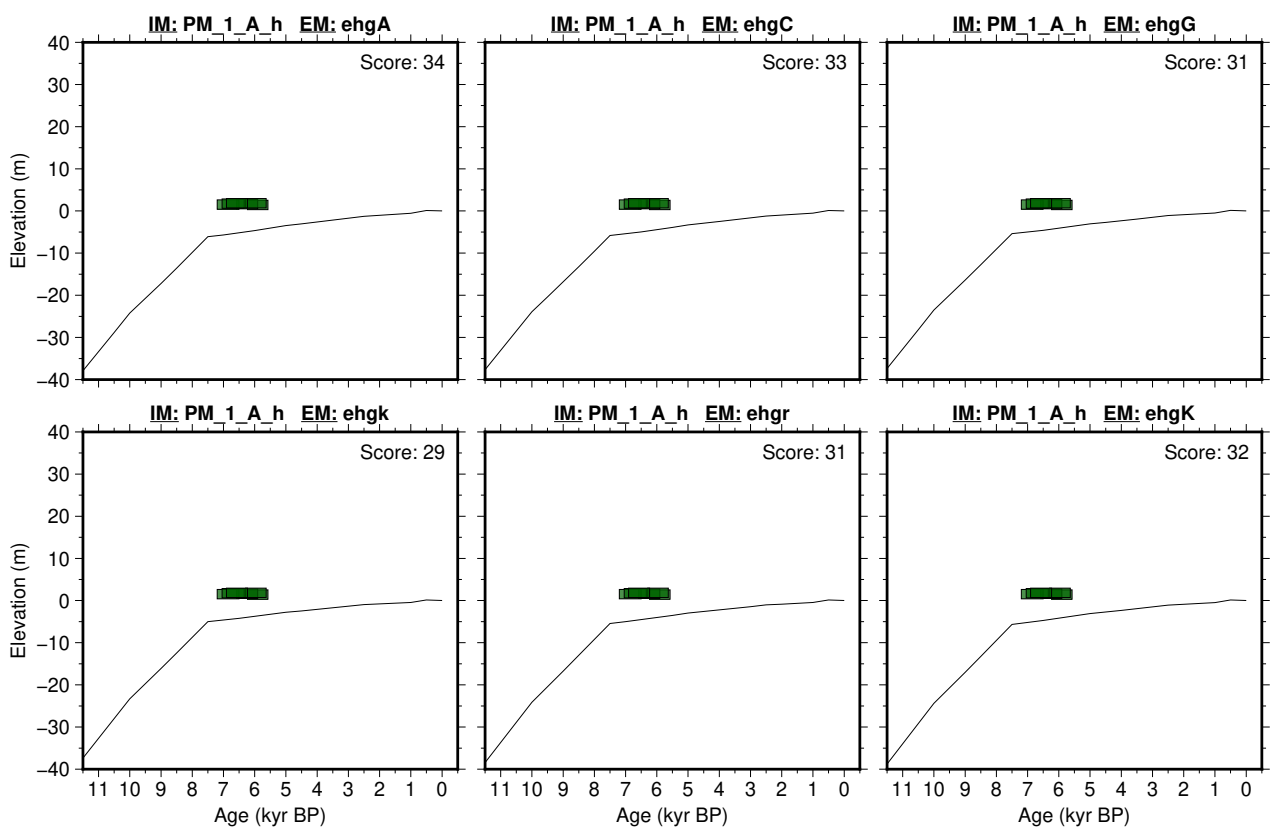 IM: PM_1_A_h EM: ehgA
IM: PM_1_A_h EM: ehgC
IM: PM_1_A_h EM: ehgG
Score: 34
Score: 33
Score: 31
40
30
20
10
0
−10
−20
−30
−40
Elevation (m)
IM: PM_1_A_h EM: ehgk
IM: PM_1_A_h EM: ehgr
IM: PM_1_A_h EM: ehgK
Score: 29
Score: 31
Score: 32
40
30
20
10
0
−10
−20
−30
−40
Elevation (m)
11 10 9 8 7 6 5 4 3 2 1 0
11 10 9 8 7 6 5 4 3 2 1 0
11 10 9 8 7 6 5 4 3 2 1 0
Age (kyr BP)
Age (kyr BP)
Age (kyr BP)